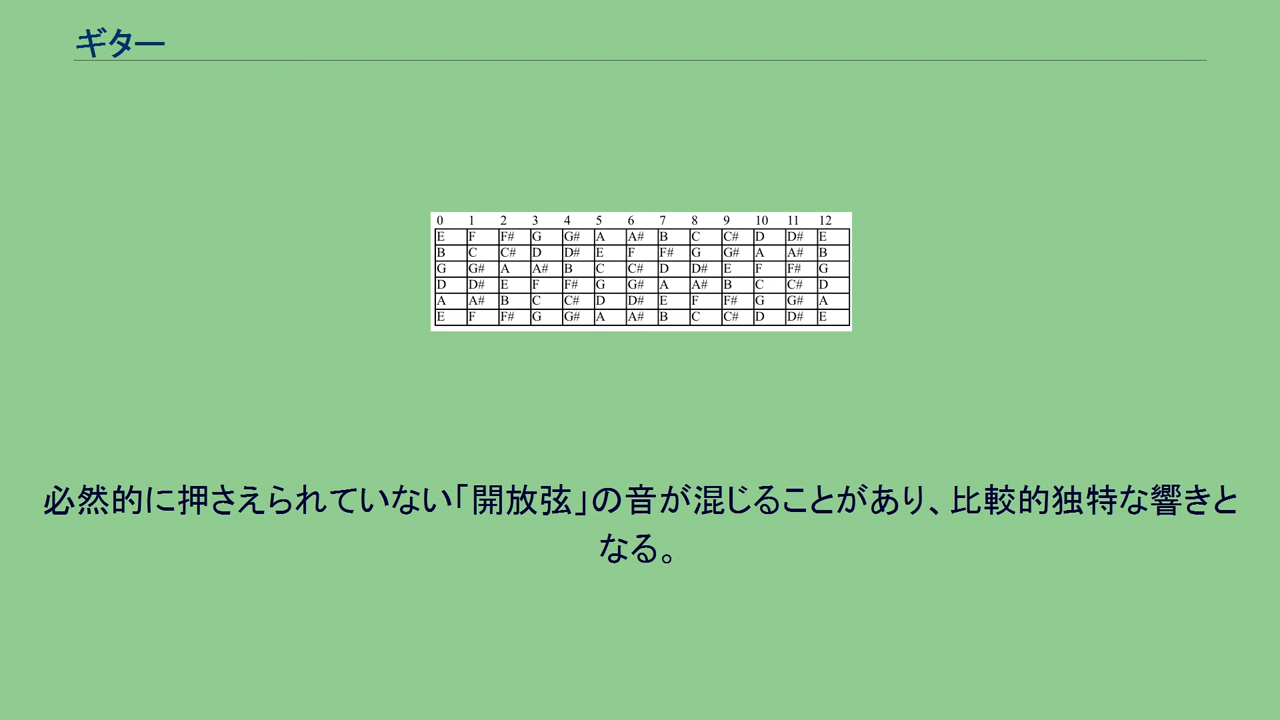 ギター
0 1 2 3 4 5 6 7 8 9 10 11 12
E F F# G G# A A# B C C# D D# E
B C C# D D# E F F# G G# A A# B
G G# A A# B C C# D D# E F F# G
D D# E F F# G G# A A# B C C# D
A A# B C C# D D# E F F# G G# A
E F F# G G# A A# B C C# D D# E
必然的に押さえられていない「開放弦」の音が混じることがあり、比較的独特な響きと
なる。